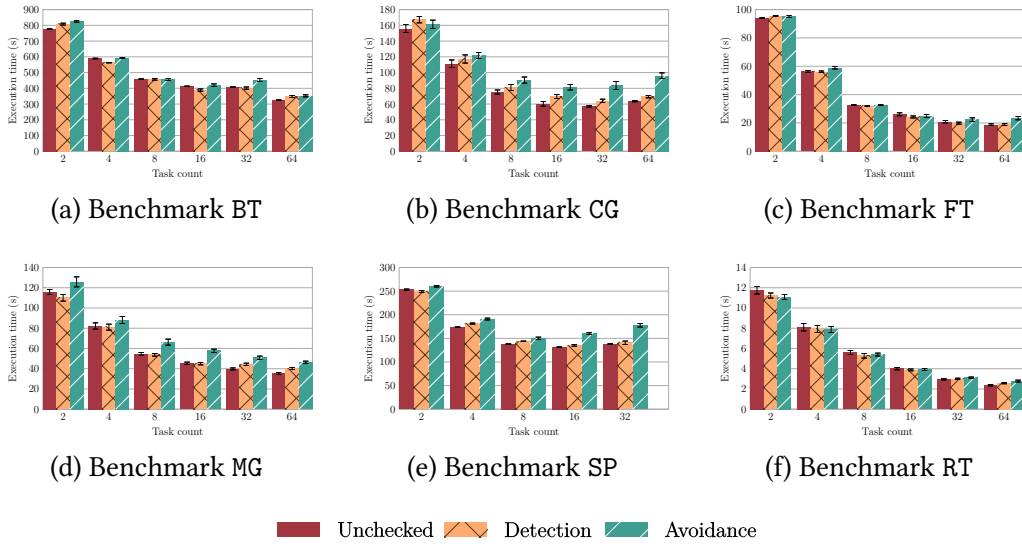 Execution time (s)
900
800
700
600
500
400
300
200
100
0
2 4 8 16 32 64
Task count
(a) Benchmark BT
Execution time (s)
180
160
140
120
100
80
60
40
20
0
2 4 8 16 32 64
Task count
(b) Benchmark CG
Execution time (s)
100
80
60
40
20
0
2 4 8 16 32 64
Task count
(c) Benchmark FT
Execution time (s)
140
120
100
80
60
40
20
0
2 4 8 16 32 64
Task count
(d) Benchmark MG
Execution time (s)
300
250
200
150
100
50
0
2 4 8 16 32
Task count
(e) Benchmark SP
Execution time (s)
14
12
10
8
6
4
2
0
2 4 8 16 32 64
Task count
(f) Benchmark RT
Unchecked Detection Avoidance